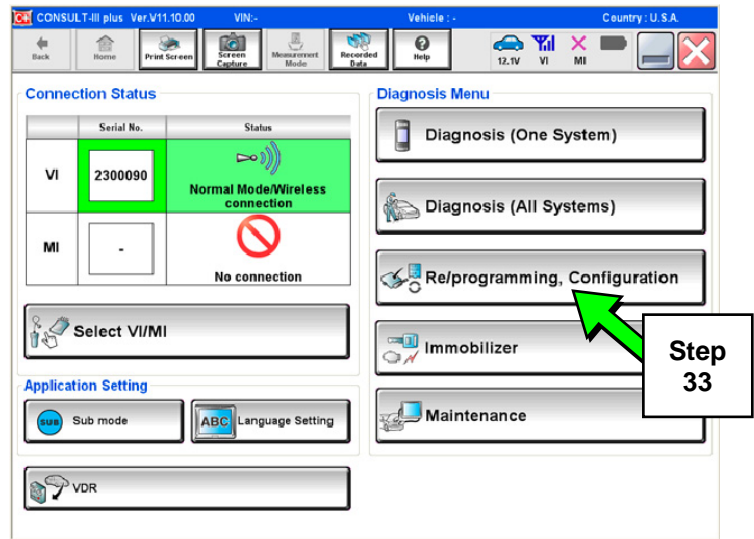 CONSULT-III plus Ver.V11.10.00 VIN:- Vehicle : - Country : U.S.A.
Back Home Print Screen Screen Capture Measurement Mode Recorded Data Help 12.1V VI MI
Connection Status
Serial No. Status
VI 2300090 Normal Mode/Wireless
connection
MI - No connection
Select VI/MI
Application Setting
SUB Sub mode ABC Language Setting
VDR
Diagnosis Menu
Diagnosis (One System)
Diagnosis (All Systems)
Re/programming, Configuration
Immobilizer
Maintenance
Step
33